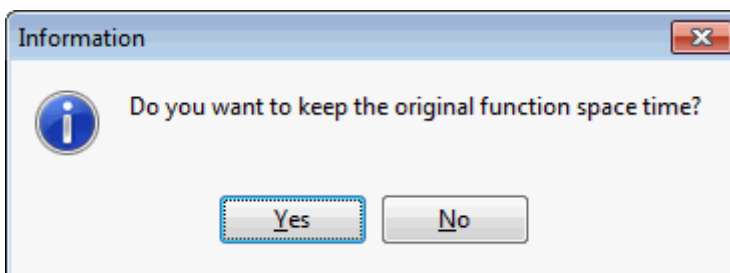 Information
Do you want to keep the original function space time?
Yes
No